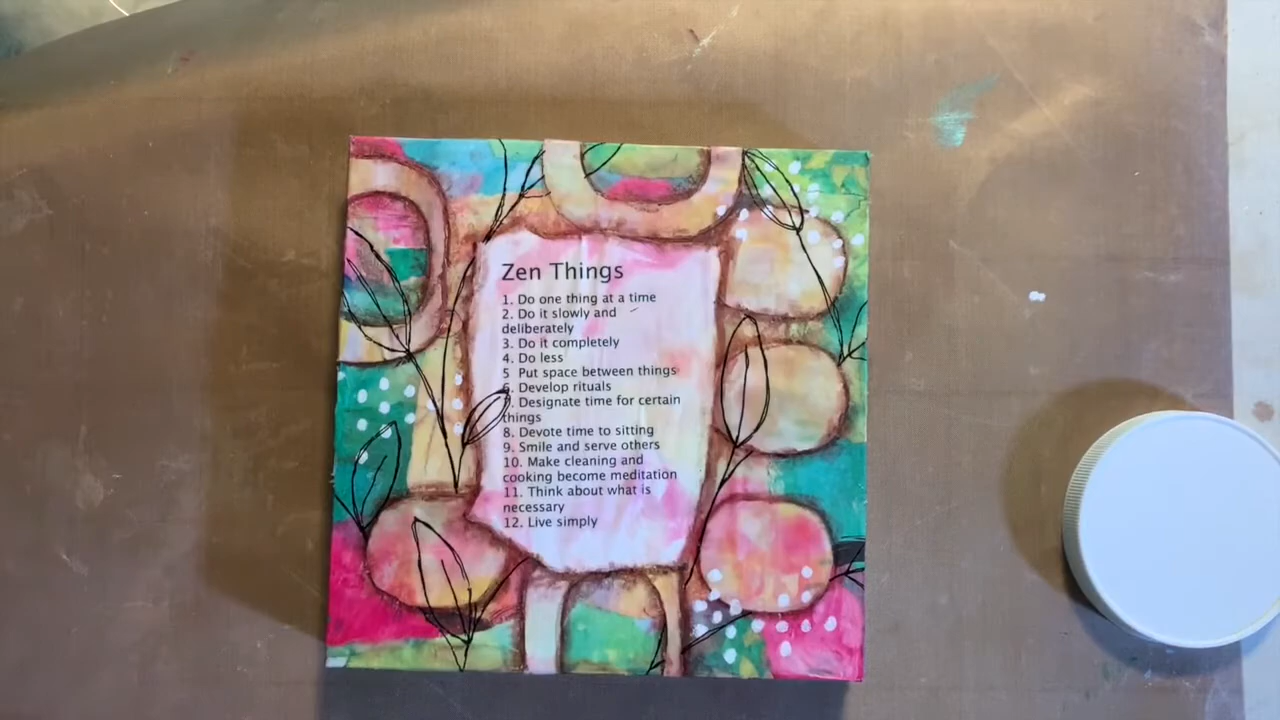 Zen Things
1. Do one thing at a time
2. Do it slowly and
deliberately
3. Do it completely
4. Do less
5 Put space between things
6. Develop rituals
7. Designate time for certain
things
8. Devote time to sitting
9. Smile and serve others
10. Make cleaning and
cooking become meditation
11. Think about what is
necessary
12. Live simply